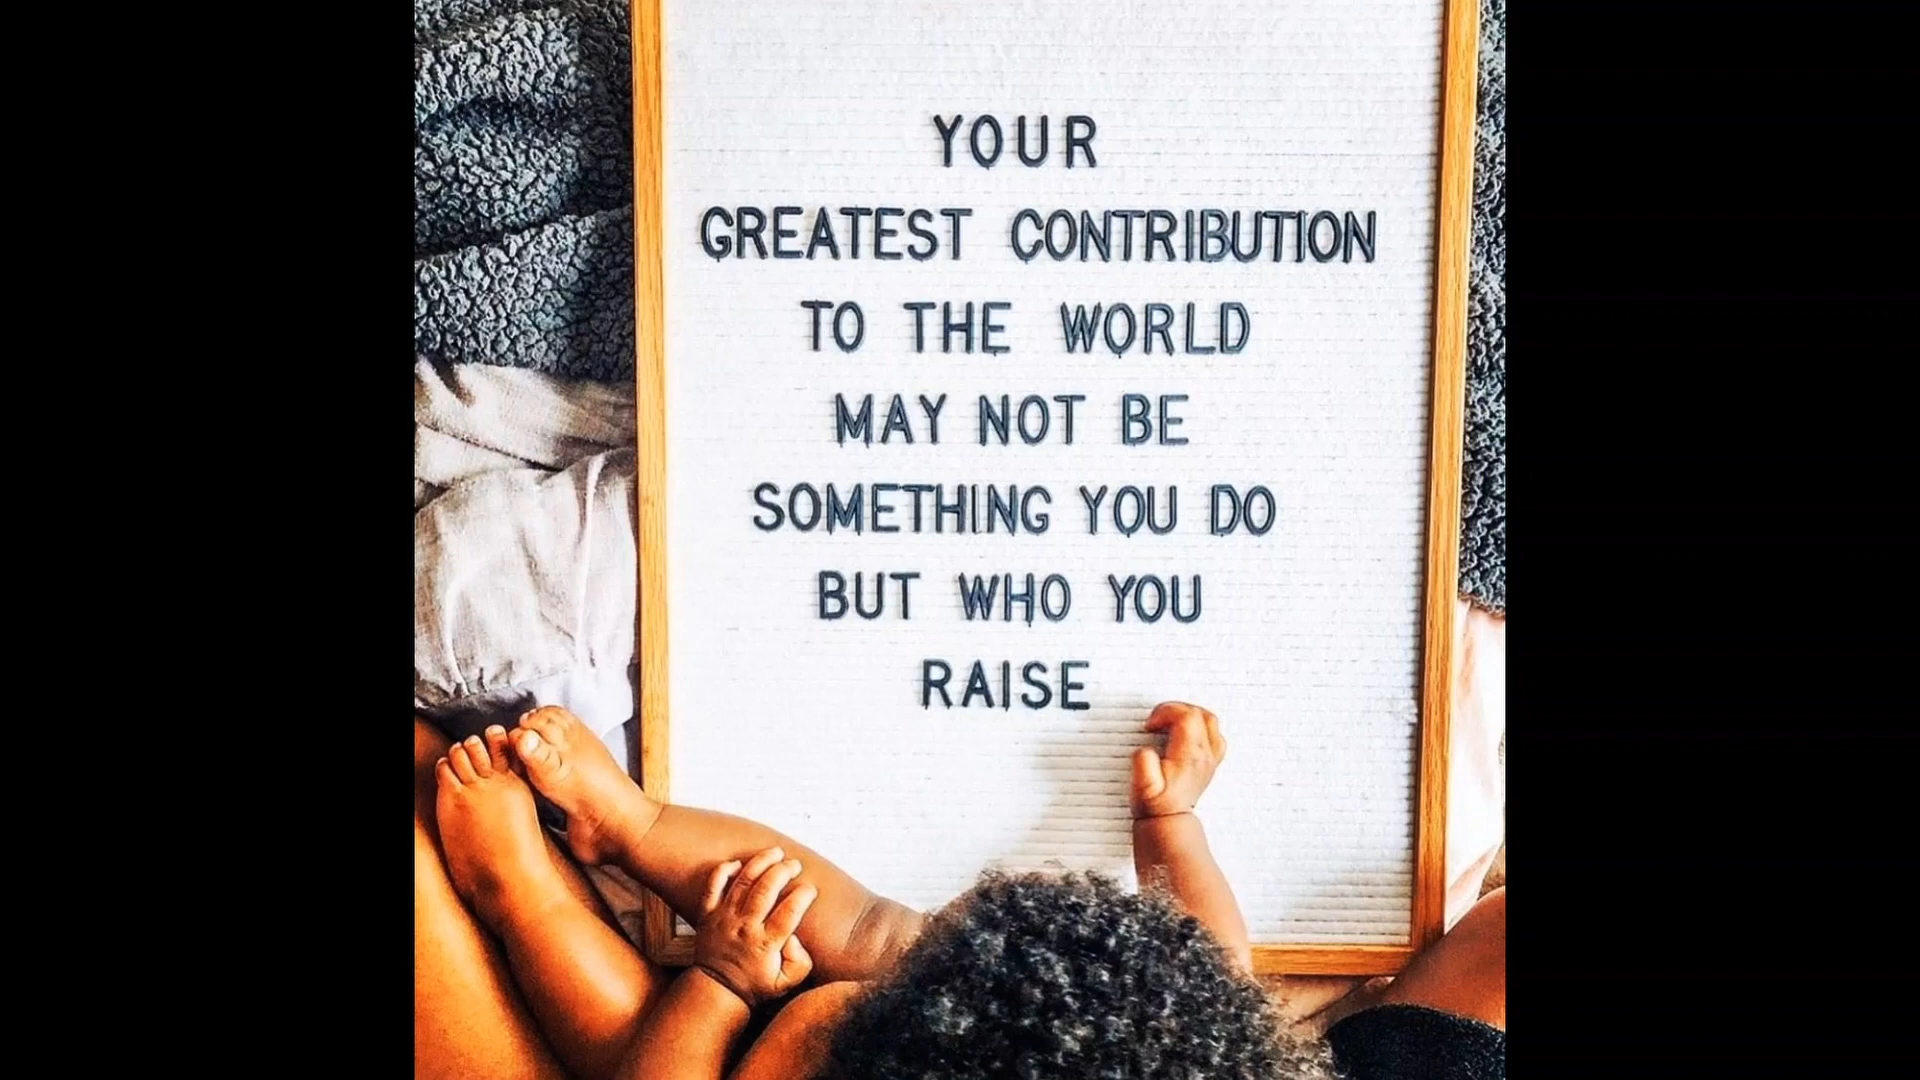 YOUR
GREATEST CONTRIBUTION
TO THE WORLD
MAY NOT BE
SOMETHING YOU DO
BUT WHO YOU
RAISE